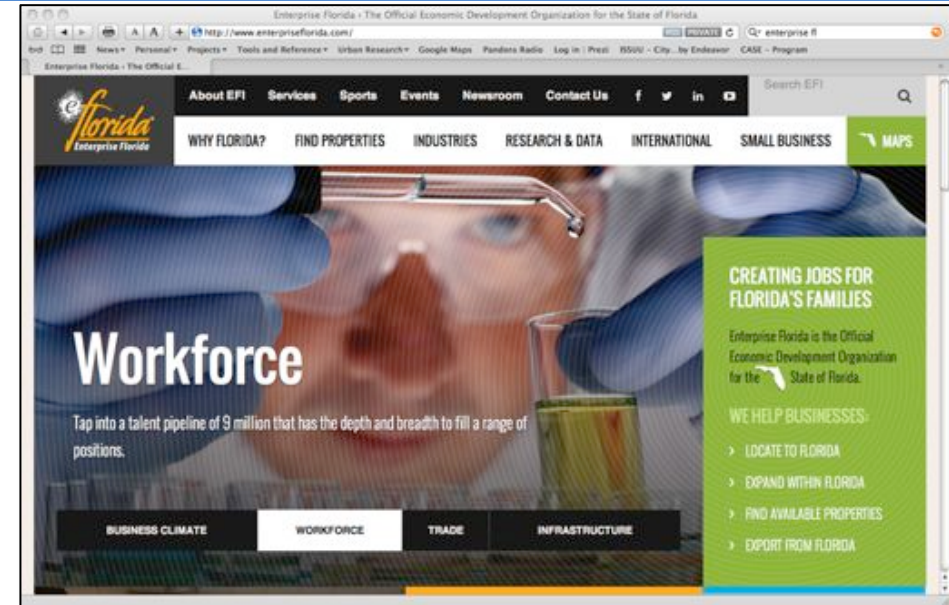 Enterprise Florida - The Official Economic Development Organization for the State of Florida
A A + http://www.enterpriseflorida.com/ PRIVATE Q- enterprise fl
News Personal Projects Tools and Reference Urban Research Google Maps Pandora Radio Log in | Prezi ISSUU - City...by Endeavor CASE - Program
Enterprise Florida - The Official E...
About EFI Services Sports Events Newsroom Contact Us f in Search EFI
eflorida
Enterprise Florida
WHY FLORIDA? FIND PROPERTIES INDUSTRIES RESEARCH & DATA INTERNATIONAL SMALL BUSINESS MAPS
Workforce
Tap into a talent pipeline of 9 million that has the depth and breadth to fill a range of
positions.
BUSINESS CLIMATE WORKFORCE TRADE INFRASTRUCTURE
CREATING JOBS FOR
FLORIDA'S FAMILIES
Enterprise Florida is the Official
Economic Development Organization
for the State of Florida.
WE HELP BUSINESSES:
> LOCATE TO FLORIDA
> EXPAND WITHIN FLORIDA
> FIND AVAILABLE PROPERTIES
> EXPORT FROM FLORIDA